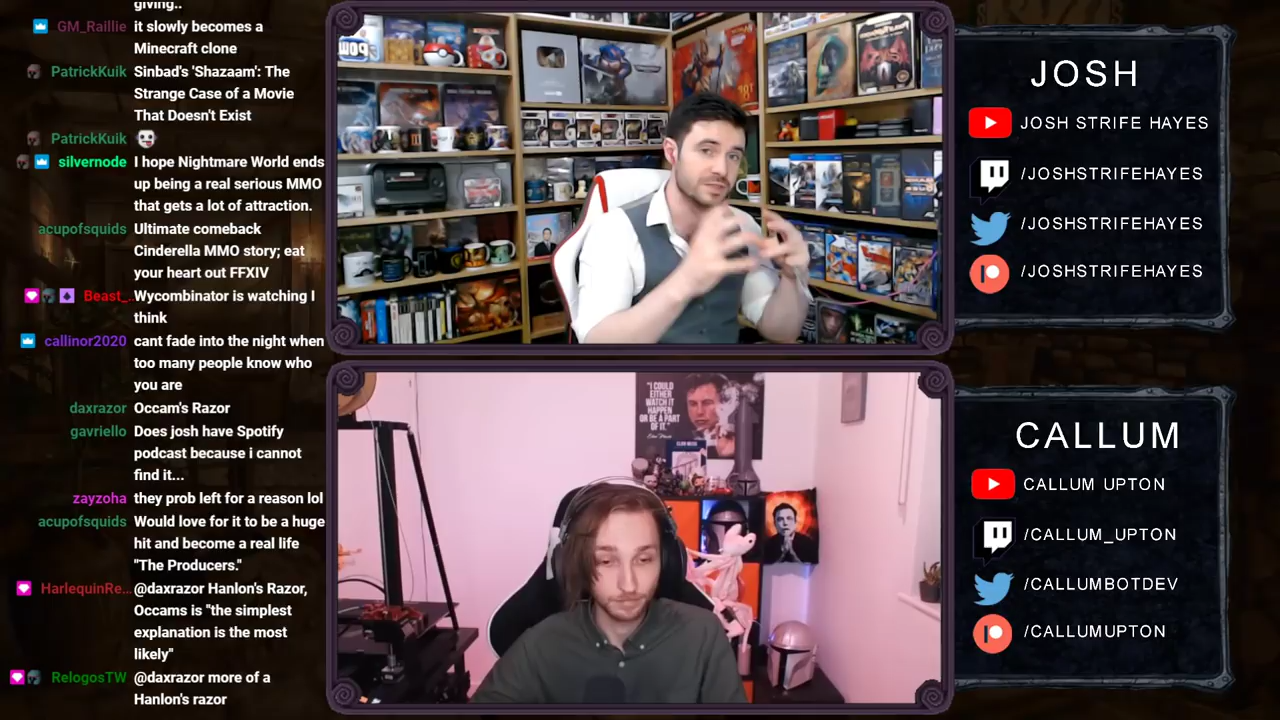 giving..
GM_Raillie it slowly becomes a
Minecraft clone
PatrickKuik Sinbad's 'Shazaam': The
Strange Case of a Movie
That Doesn't Exist
PatrickKuik
silvernode I hope Nightmare World ends
up being a real serious MMO
that gets a lot of attraction.
acupofsquids Ultimate comeback
Cinderella MMO story; eat
your heart out FFXIV
Beast_... Wycombinator is watching I
think
callinor2020 cant fade into the night when
too many people know who
you are
daxrazor Occam's Razor
gavriello Does josh have Spotify
podcast because i cannot
find it...
zayzoha they prob left for a reason lol
acupofsquids Would love for it to be a huge
hit and become a real life
"The Producers."
HarlequinRe... @daxrazor Hanlon's Razor,
Occams is "the simplest
explanation is the most
likely"
RelogosTW @daxrazor more of a
Hanlon's razor
"I COULD
EITHER
WATCH IT
HAPPEN
OR BE A PART
OF IT."
JOSH
JOSH STRIFE HAYES
/JOSHSTRIFEHAYES
/JOSHSTRIFEHAYES
/JOSHSTRIFEHAYES
CALLUM
CALLUM UPTON
/CALLUM_UPTON
/CALLUMBOTDEV
/CALLUMUPTON